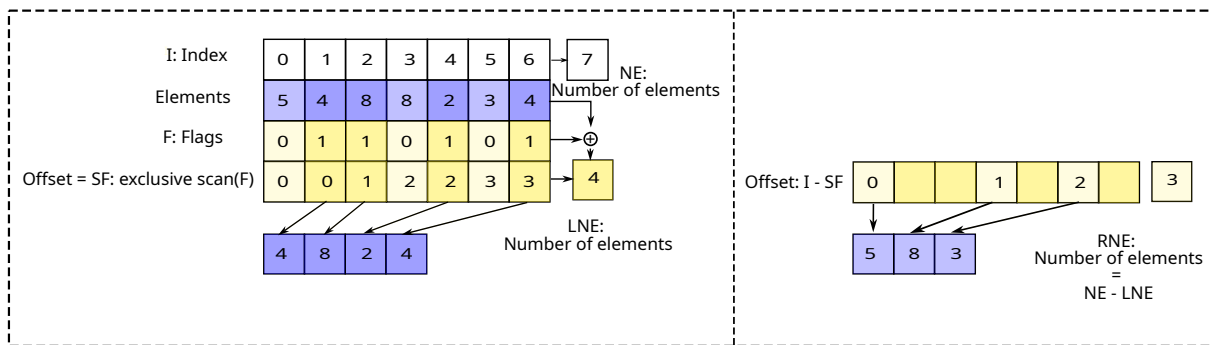 I: Index 0 1 2 3 4 5 6 7
NE:
Number of elements
Elements 5 4 8 8 2 3 4
F: Flags 0 1 1 0 1 0 1
Offset = SF: exclusive scan(F) 0 0 1 2 2 3 3 4
LNE:
Number of elements
4 8 2 4
Offset: I - SF 0 1 2 3
5 8 3
RNE:
Number of elements
=
NE - LNE